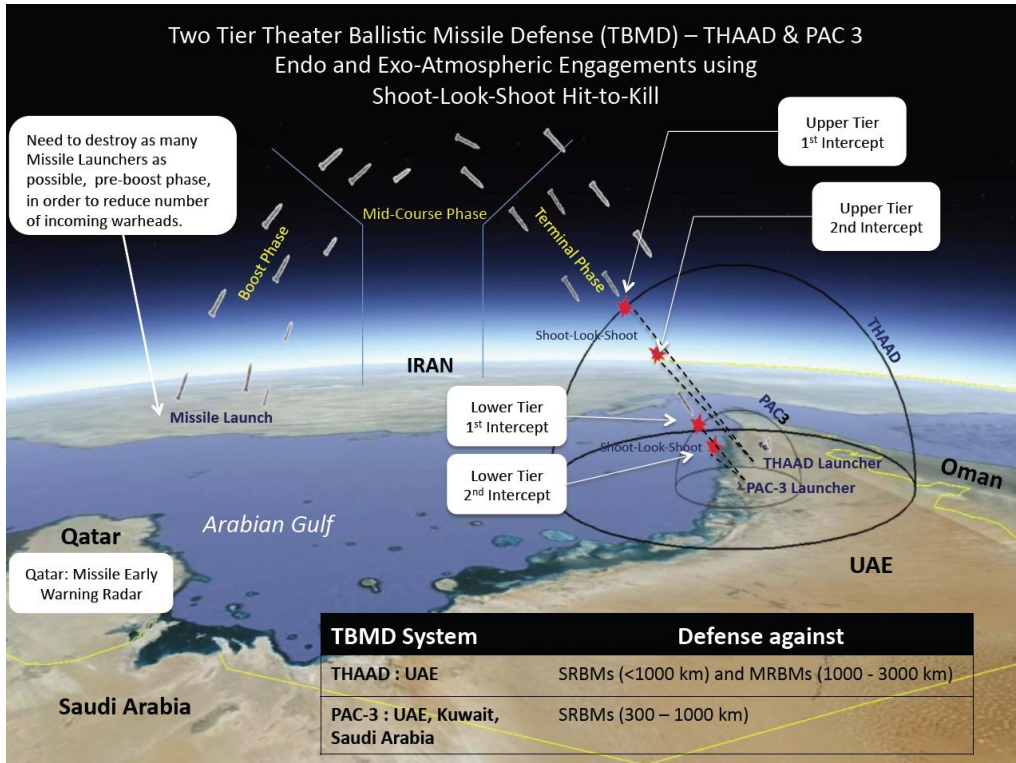 Two Tier Theater Ballistic Missile Defense (TBMD) – THAAD & PAC 3
Endo and Exo-Atmospheric Engagements using
Shoot-Look-Shoot Hit-to-Kill
Need to destroy as many
Missile Launchers as
possible, pre-boost phase,
in order to reduce number
of incoming warheads.
Upper Tier
1st Intercept
Upper Tier
2nd Intercept
Boost Phase
Mid-Course Phase
Terminal Phase
Shoot-Look-Shoot
THAAD
IRAN
Missile Launch
Lower Tier
1st Intercept
PAC3
Shoot-Look-Shoot
Lower Tier
2nd Intercept
THAAD Launcher
PAC-3 Launcher
Oman
Arabian Gulf
Qatar
UAE
Qatar: Missile Early
Warning Radar
Saudi Arabia
TBMD System Defense against
THAAD : UAE SRBMs (<1000 km) and MRBMs (1000 - 3000 km)
PAC-3 : UAE, Kuwait, SRBMs (300 – 1000 km)
Saudi Arabia